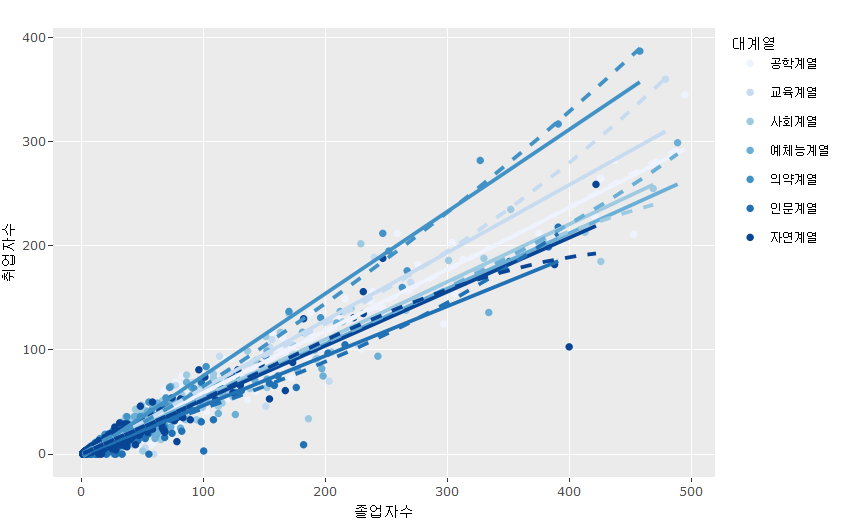 대계열
공학계열
교육계열
사회계열
예체능계열
의약계열
인문계열
자연계열
취업자수
400
300
200
100
0
0
100
200
300
400
500
졸업자수